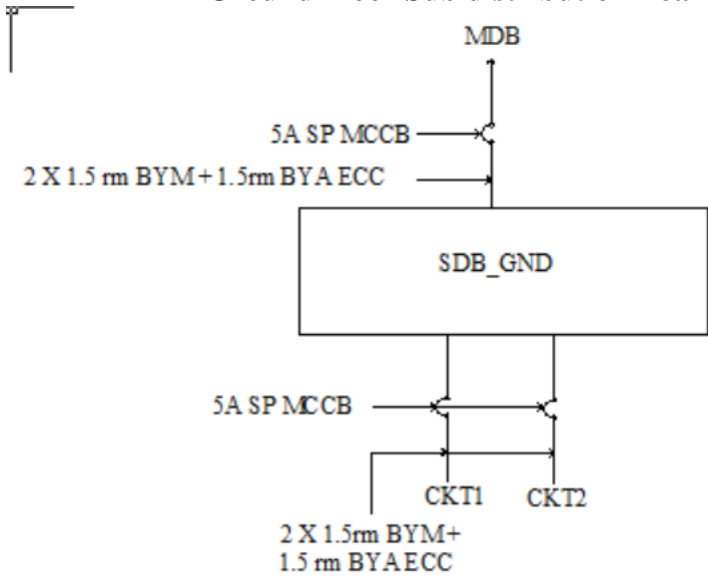 MDB
5A SP MCCB
2 X 1.5 rm BYM + 1.5rm BYA ECC
SDB_GND
5A SP MCCB
CKT1 CKT2
2 X 1.5rm BYM+
1.5 rm BYA ECC